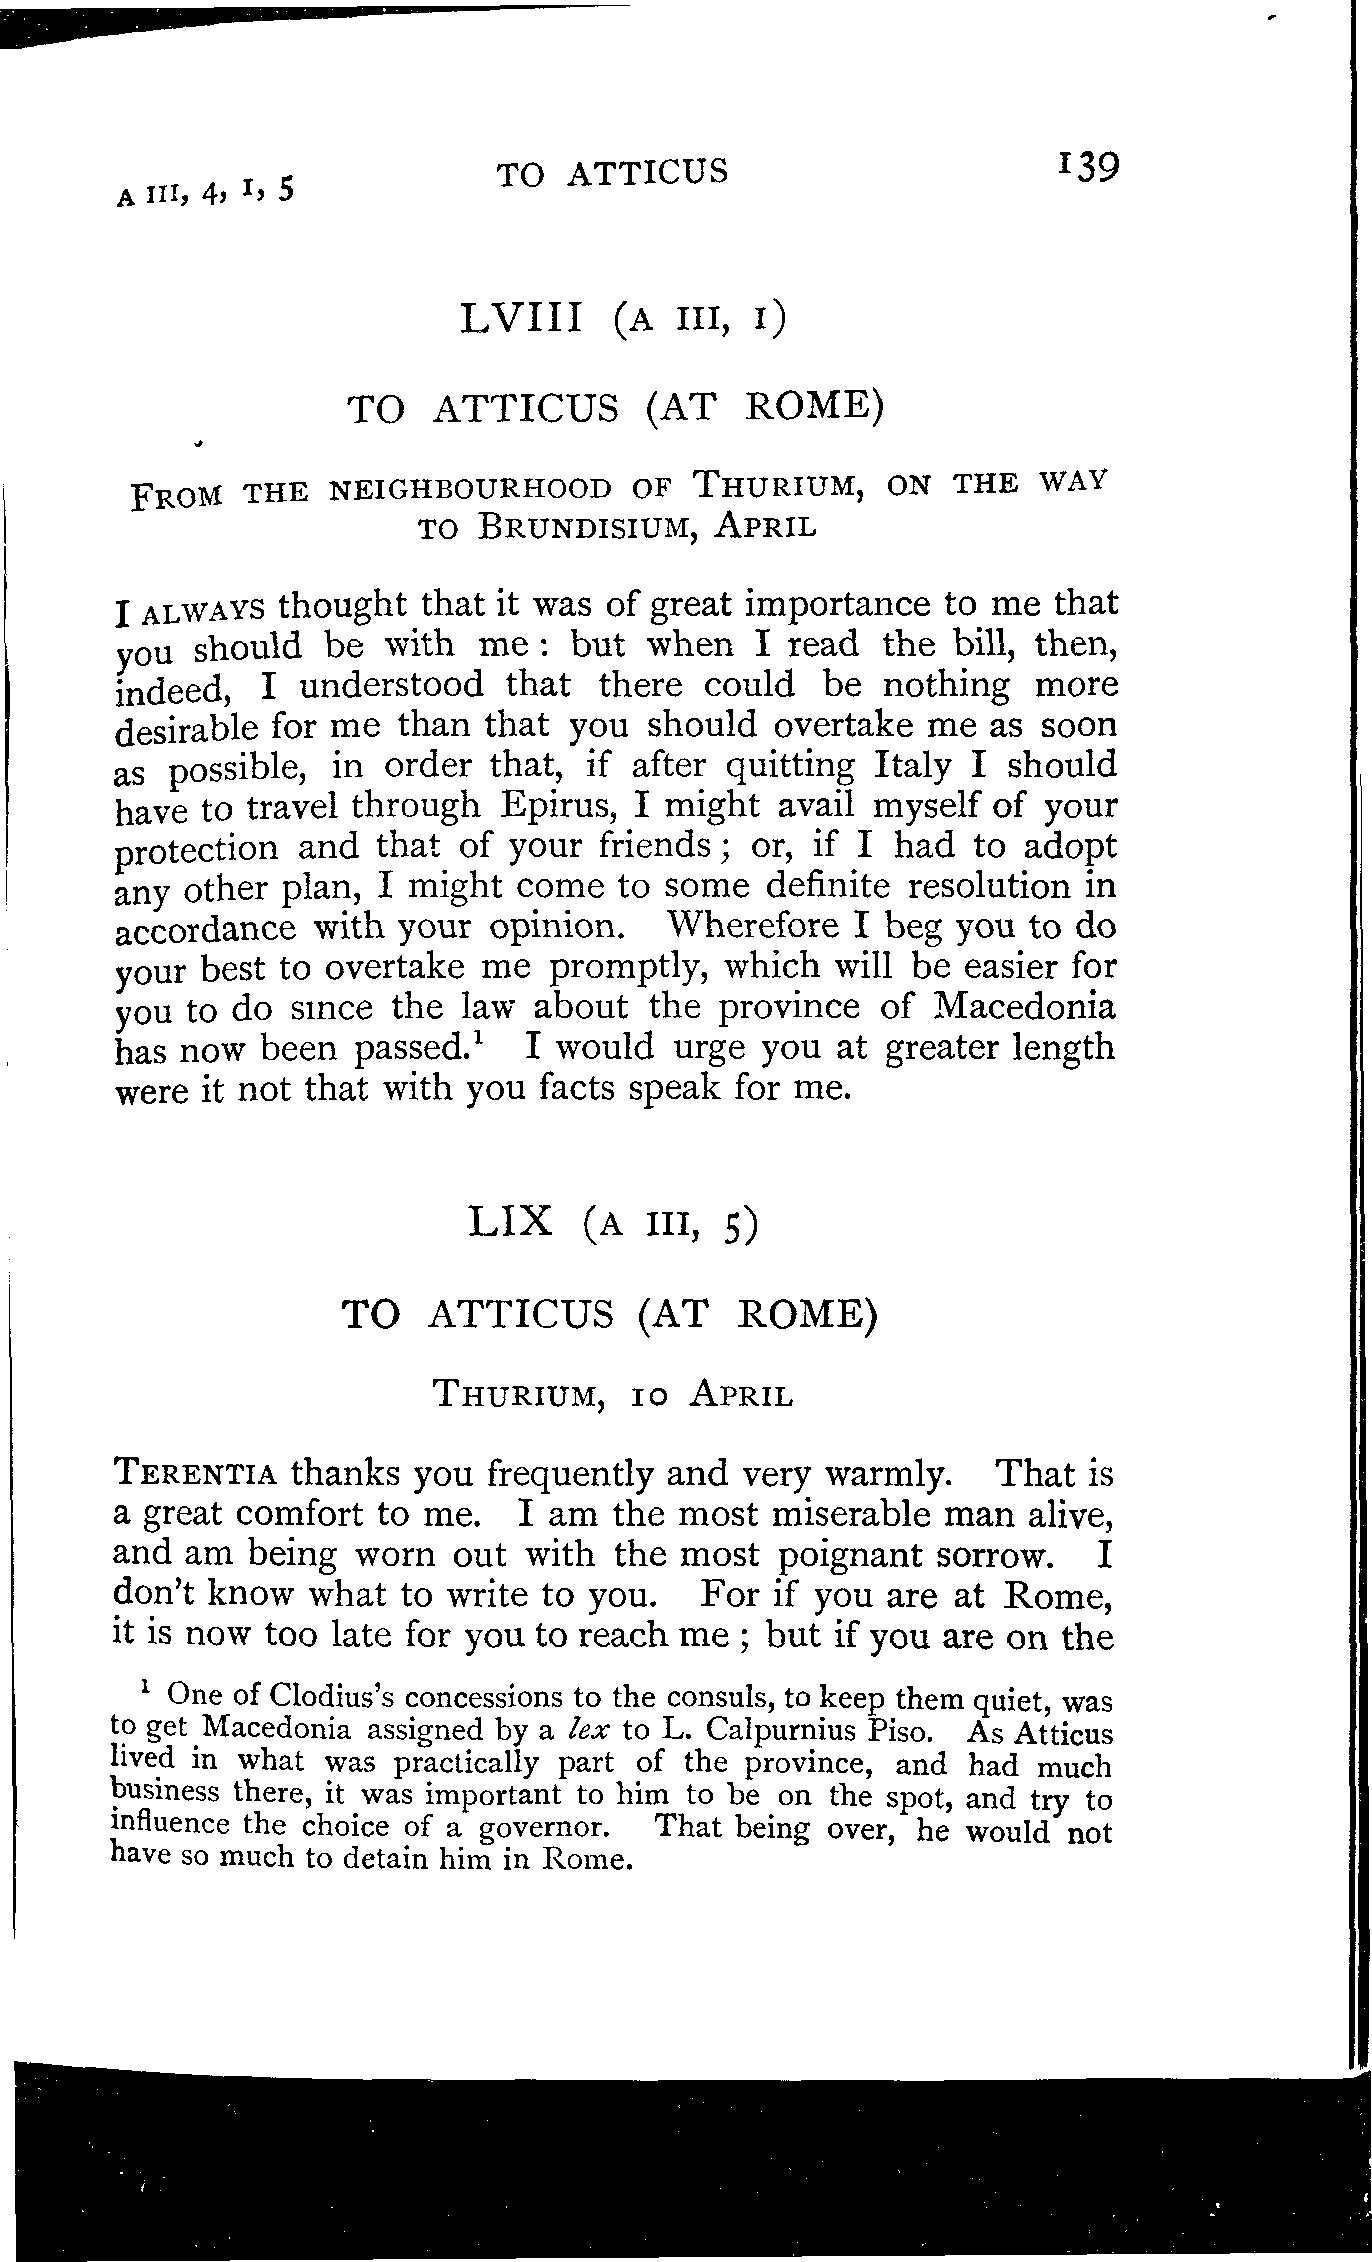 A III, 4, 1, 5 TO ATTICUS 139
LVIII (A III, 1)
TO ATTICUS (AT ROME)
FROM THE NEIGHBOURHOOD OF THURIUM, ON THE WAY
TO BRUNDISIUM, APRIL
I ALWAYS thought that it was of great importance to me that
you should be with me: but when I read the bill, then,
indeed, I understood that there could be nothing more
desirable for me than that you should overtake me as soon
as possible, in order that, if after quitting Italy I should
have to travel through Epirus, I might avail myself of your
protection and that of your friends; or, if I had to adopt
any other plan, I might come to some definite resolution in
accordance with your opinion. Wherefore I beg you to do
your best to overtake me promptly, which will be easier for
you to do since the law about the province of Macedonia
has now been passed.¹ I would urge you at greater length
were it not that with you facts speak for me.
LIX (A III, 5)
TO ATTICUS (AT ROME)
THURIUM, 10 APRIL
TERENTIA thanks you frequently and very warmly. That is
a great comfort to me. I am the most miserable man alive,
and am being worn out with the most poignant sorrow. I
don't know what to write to you. For if you are at Rome,
it is now too late for you to reach me; but if you are on the
¹ One of Clodius's concessions to the consuls, to keep them quiet, was
to get Macedonia assigned by a lex to L. Calpurnius Piso. As Atticus
lived in what was practically part of the province, and had much
business there, it was important to him to be on the spot, and try to
influence the choice of a governor. That being over, he would not
have so much to detain him in Rome.